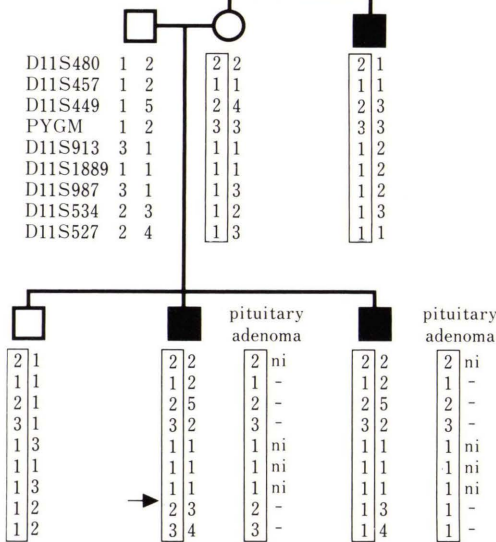 D11S480 1 2 2 2 2 1
D11S457 1 2 1 1 1 1
D11S449 1 5 2 4 2 3
PYGM 1 2 3 3 3 3
D11S913 3 1 1 1 1 2
D11S1889 1 1 1 1 1 2
D11S987 3 1 1 3 1 2
D11S534 2 3 1 2 1 3
D11S527 2 4 1 3 1 1
pituitary pituitary
adenoma adenoma
2 1 2 2 2 ni 2 2 2 ni
1 1 1 2 1 - 1 2 1 -
2 1 2 5 2 - 2 5 2 -
3 1 3 2 3 - 3 2 3 -
1 3 1 1 1 ni 1 1 1 ni
1 1 1 1 1 ni 1 1 1 ni
1 3 1 1 1 ni 1 1 1 ni
1 2 2 3 2 - 1 3 1 -
1 2 3 4 3 - 1 4 1 -